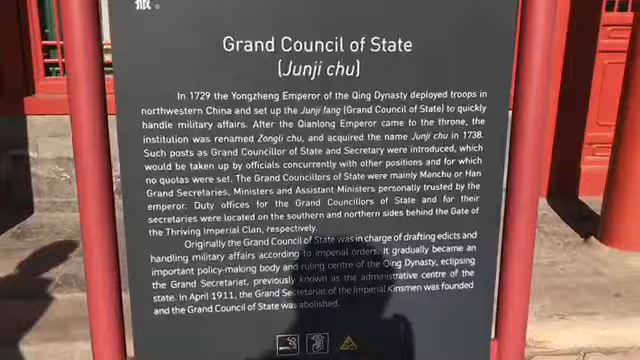 Grand Council of State
(Junji chu)
In 1729 the Yongzheng Emperor of the Qing Dynasty deployed troops in
northwestern China and set up the Junji fang (Grand Council of State) to quickly
handle military affairs. After the Qianlong Emperor came to the throne, the
institution was renamed Zongli chu, and acquired the name Junji chu in 1738.
Such posts as Grand Councillor of State and Secretary were introduced, which
would be taken up by officials concurrently with other positions and for which
no quotas were set. The Grand Councillors of State were mainly Manchu or Han
Grand Secretaries, Ministers and Assistant Ministers personally trusted by the
emperor. Duty offices for the Grand Councillors of State and for their
secretaries were located on the southern and northern sides behind the Gate of
the Thriving Imperial Clan, respectively.
Originally the Grand Council of State was in charge of drafting edicts and
handling military affairs according to imperial orders. It gradually became an
important policy-making body and ruling centre of the Qing Dynasty, eclipsing
the Grand Secretariat, previously known as the administrative centre of the
state. In April 1911, the Grand Secretariat of the Imperial Kinsmen was founded
and the Grand Council of State was abolished.